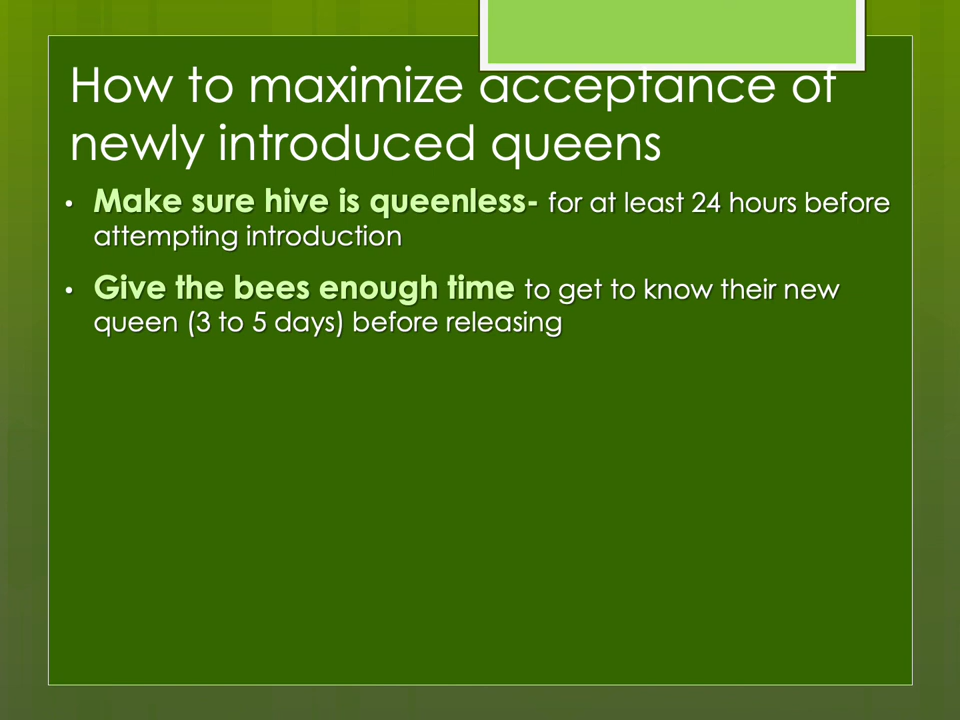 How to maximize acceptance of
newly introduced queens
• Make sure hive is queenless- for at least 24 hours before
attempting introduction
• Give the bees enough time to get to know their new
queen (3 to 5 days) before releasing